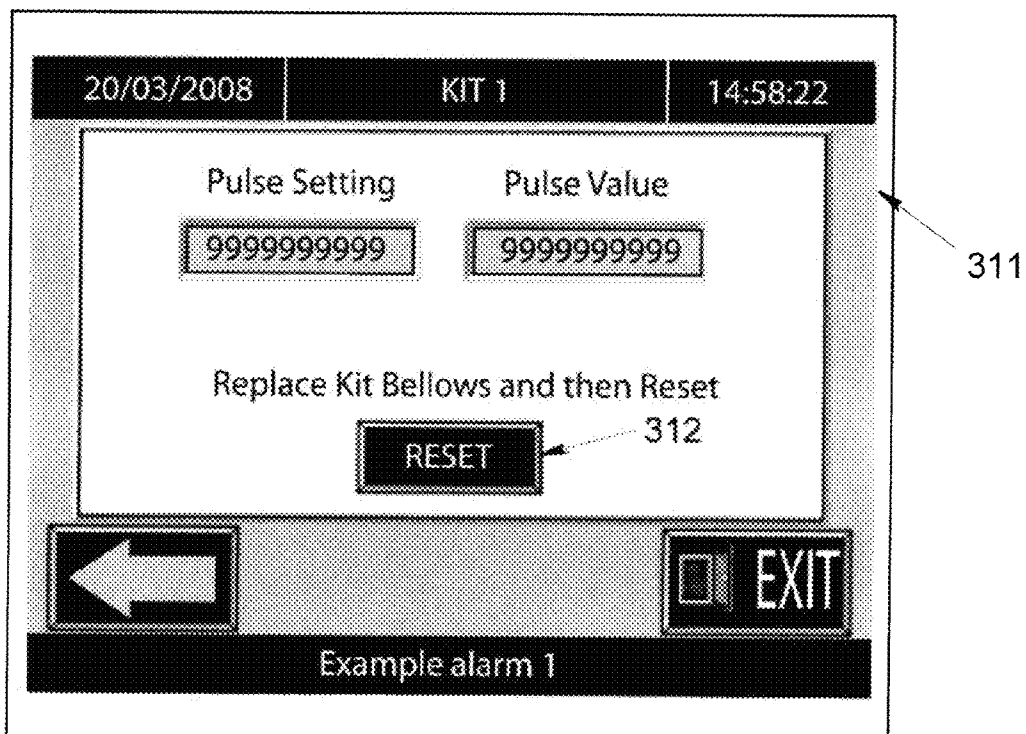 20/03/2008 KIT 1 14:58:22
Pulse Setting Pulse Value
9999999999 9999999999
311
Replace Kit Bellows and then Reset
312
RESET
EXIT
Example alarm 1